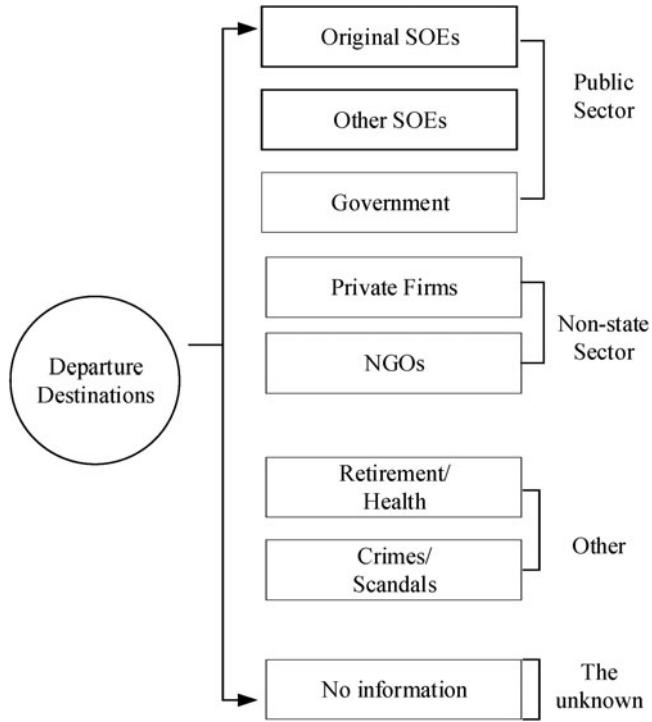 Original SOEs
Other SOEs
Government
Public
Sector
Private Firms
NGOs
Non-state
Sector
Departure
Destinations
Retirement/
Health
Crimes/
Scandals
Other
No information
The
unknown